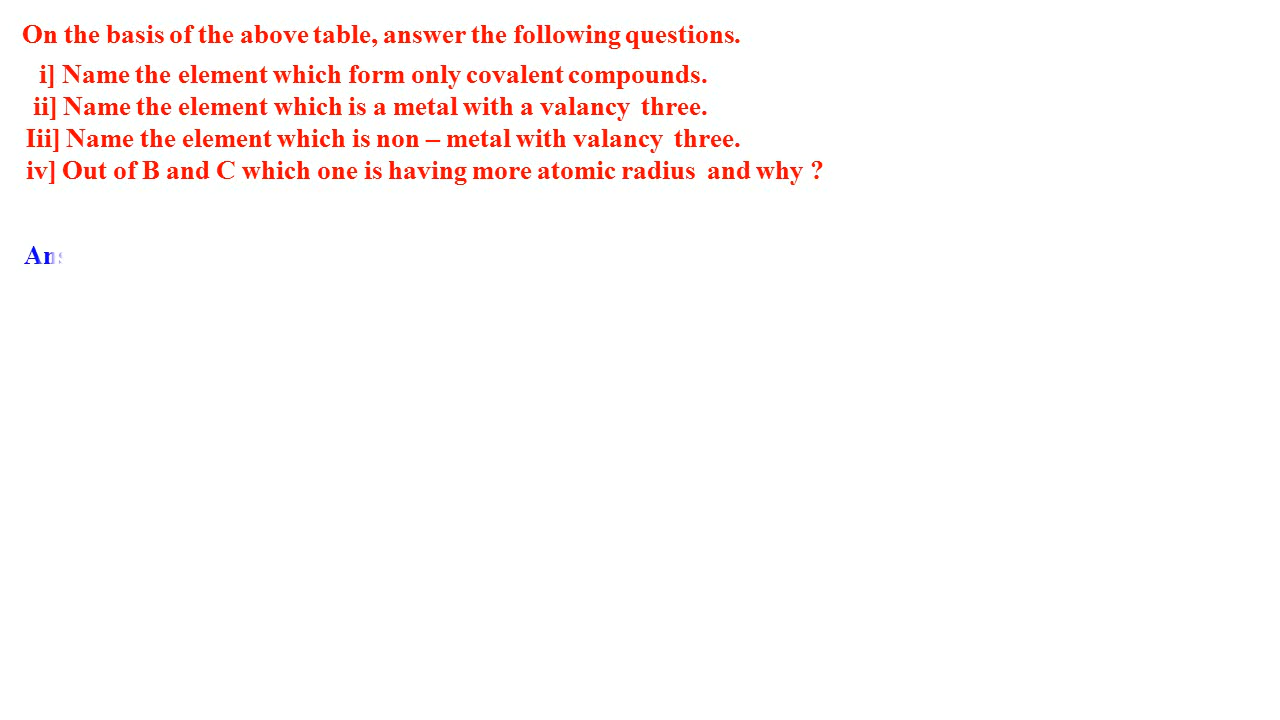 On the basis of the above table, answer the following questions.
i] Name the element which form only covalent compounds.
ii] Name the element which is a metal with a valancy three.
Iii] Name the element which is non – metal with valancy three.
iv] Out of B and C which one is having more atomic radius and why ?
Ans